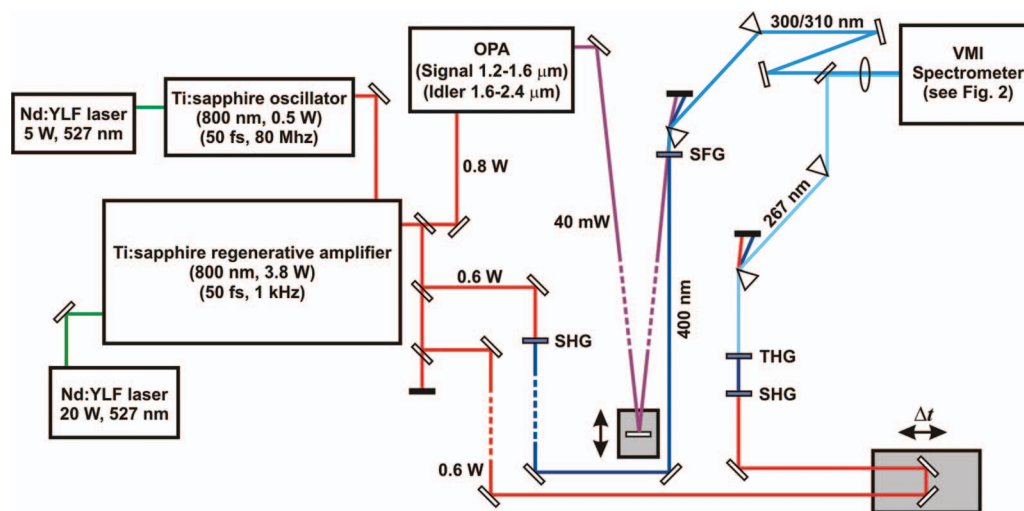 Nd:YLF laser
5 W, 527 nm
Ti:sapphire oscillator
(800 nm, 0.5 W)
(50 fs, 80 Mhz)
OPA
(Signal 1.2-1.6 μm)
(Idler 1.6-2.4 μm)
300/310 nm
VMI
Spectrometer
(see Fig. 2)
SFG
0.8 W
40 mW
267 nm
Ti:sapphire regenerative amplifier
(800 nm, 3.8 W)
(50 fs, 1 kHz)
0.6 W
400 nm
SHG
THG
SHG
Nd:YLF laser
20 W, 527 nm
Δt
0.6 W